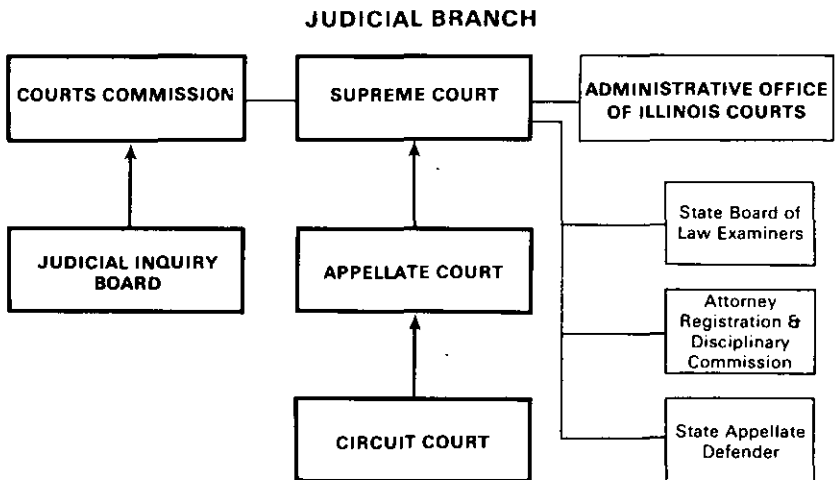 JUDICIAL BRANCH
COURTS COMMISSION
SUPREME COURT
ADMINISTRATIVE OFFICE
OF ILLINOIS COURTS
JUDICIAL INQUIRY
BOARD
APPELLATE COURT
State Board of
Law Examiners
Attorney
Registration &
Disciplinary
Commission
CIRCUIT COURT
State Appellate
Defender